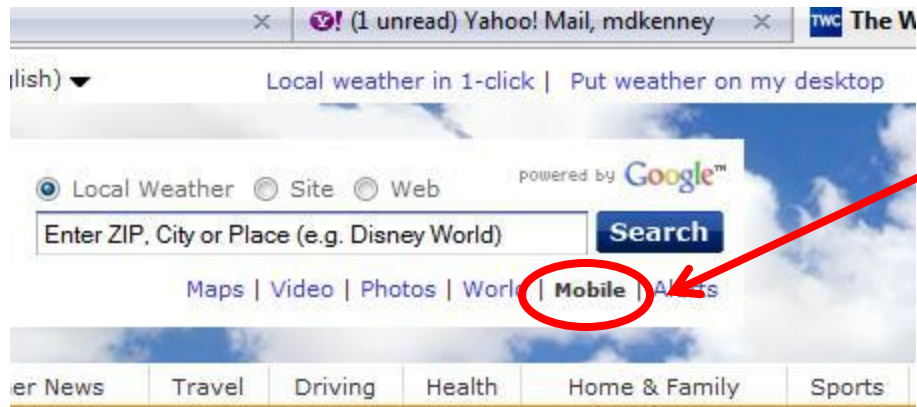 (1 unread) Yahoo! Mail, mdkenney TWC The W
lish) Local weather in 1-click | Put weather on my desktop
Local Weather Site Web powered by Google™
Enter ZIP, City or Place (e.g. Disney World) Search
Maps | Video | Photos | World | Mobile | Alerts
er News Travel Driving Health Home & Family Sports